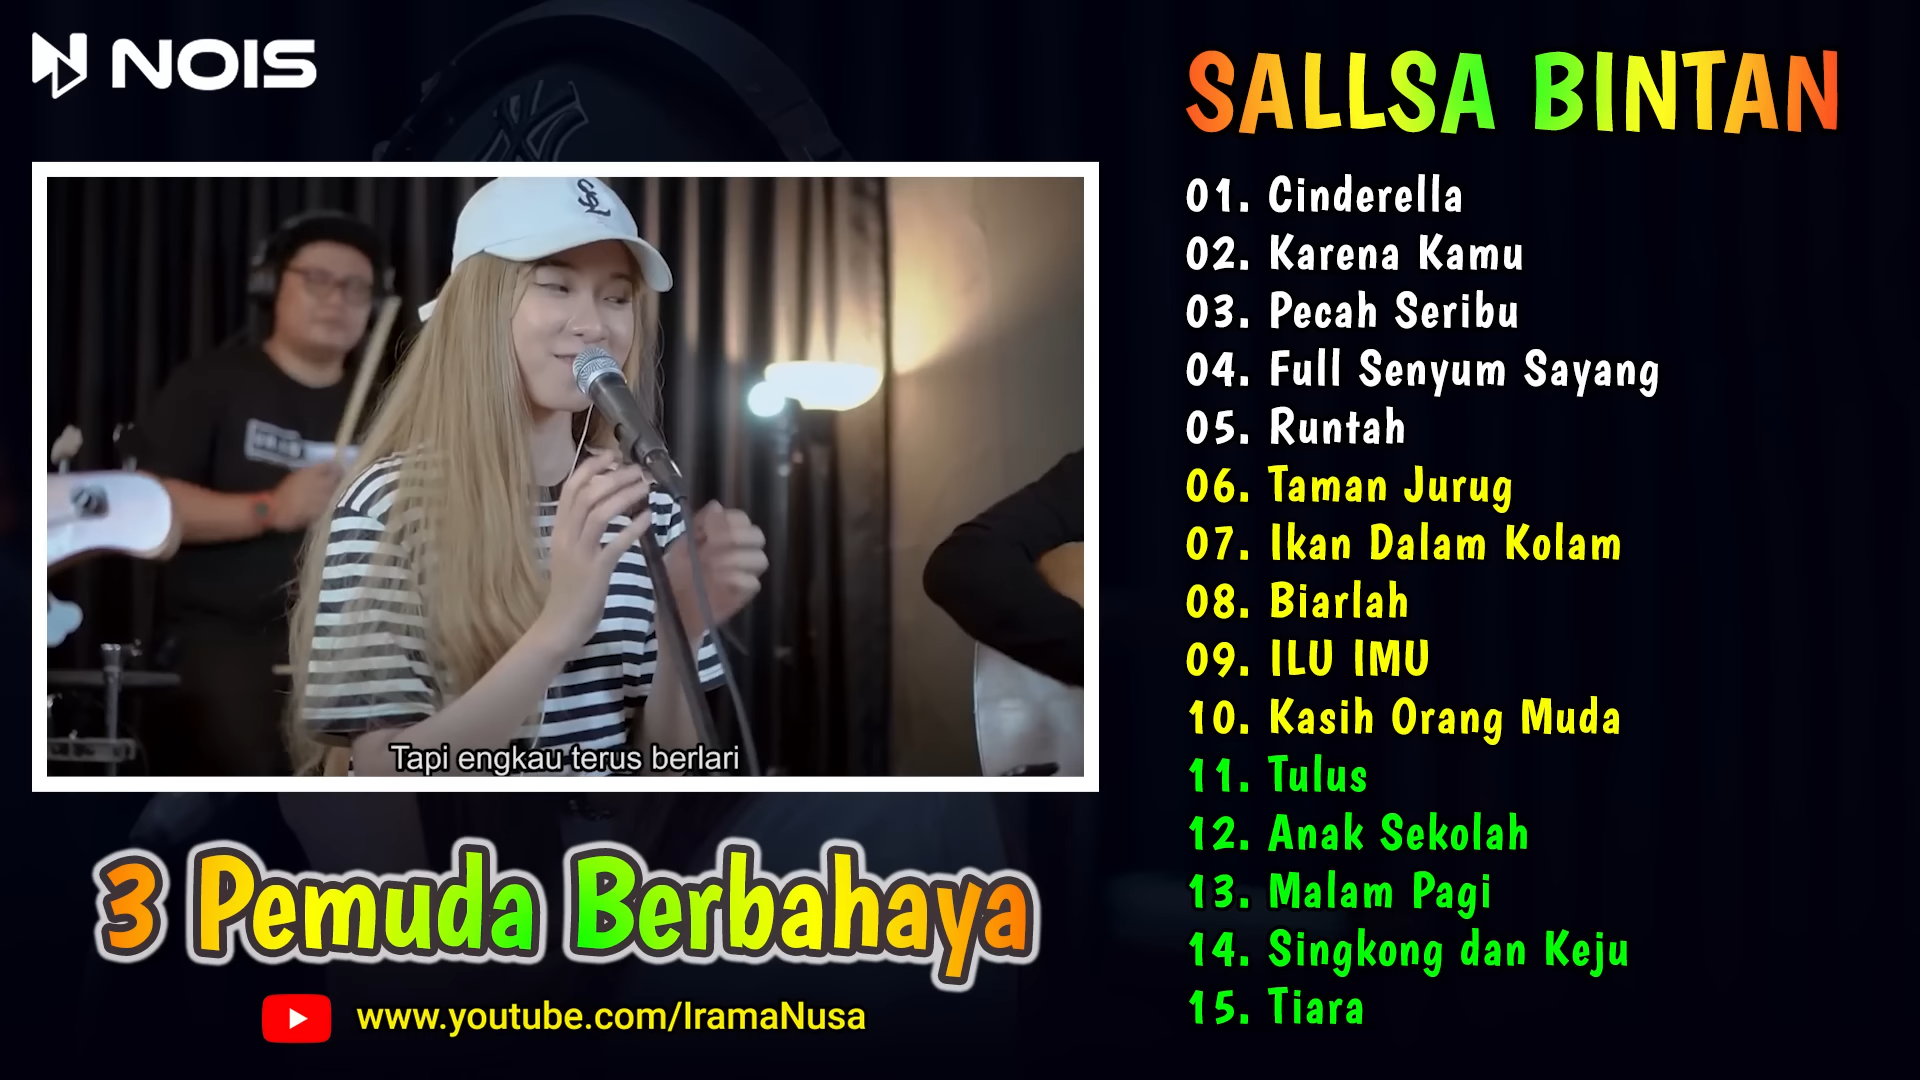 NOIS
SALLSA BINTAN
01. Cinderella
02. Karena Kamu
03. Pecah Seribu
04. Full Senyum Sayang
05. Runtah
06. Taman Jurug
07. Ikan Dalam Kolam
08. Biarlah
09. ILU IMU
10. Kasih Orang Muda
11. Tulus
12. Anak Sekolah
13. Malam Pagi
14. Singkong dan Keju
15. Tiara
Tapi engkau terus berlari
3 Pemuda Berbahaya
www.youtube.com/IramaNusa